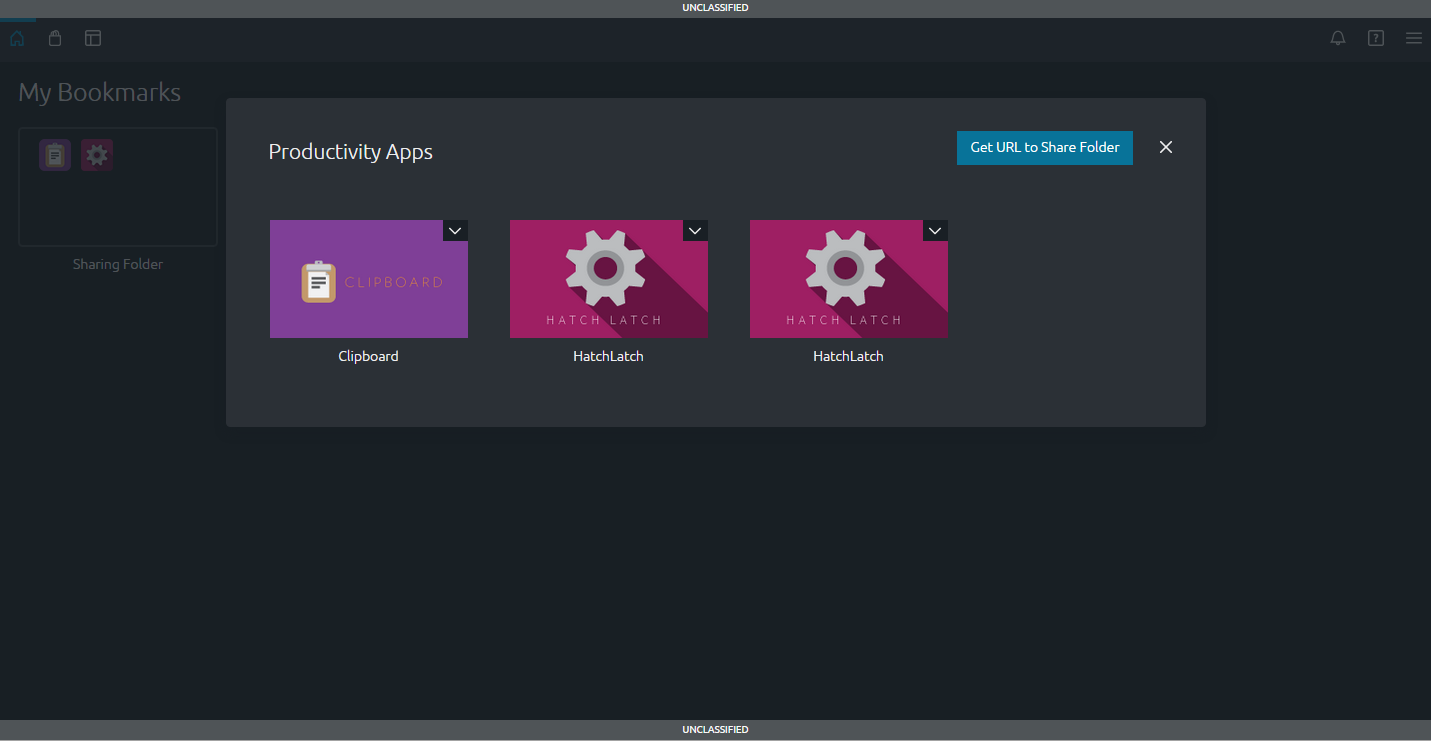 UNCLASSIFIED
My Bookmarks
Sharing Folder
Productivity Apps
Get URL to Share Folder
CLIPBOARD
Clipboard
HATCH LATCH
HatchLatch
HATCH LATCH
HatchLatch
UNCLASSIFIED